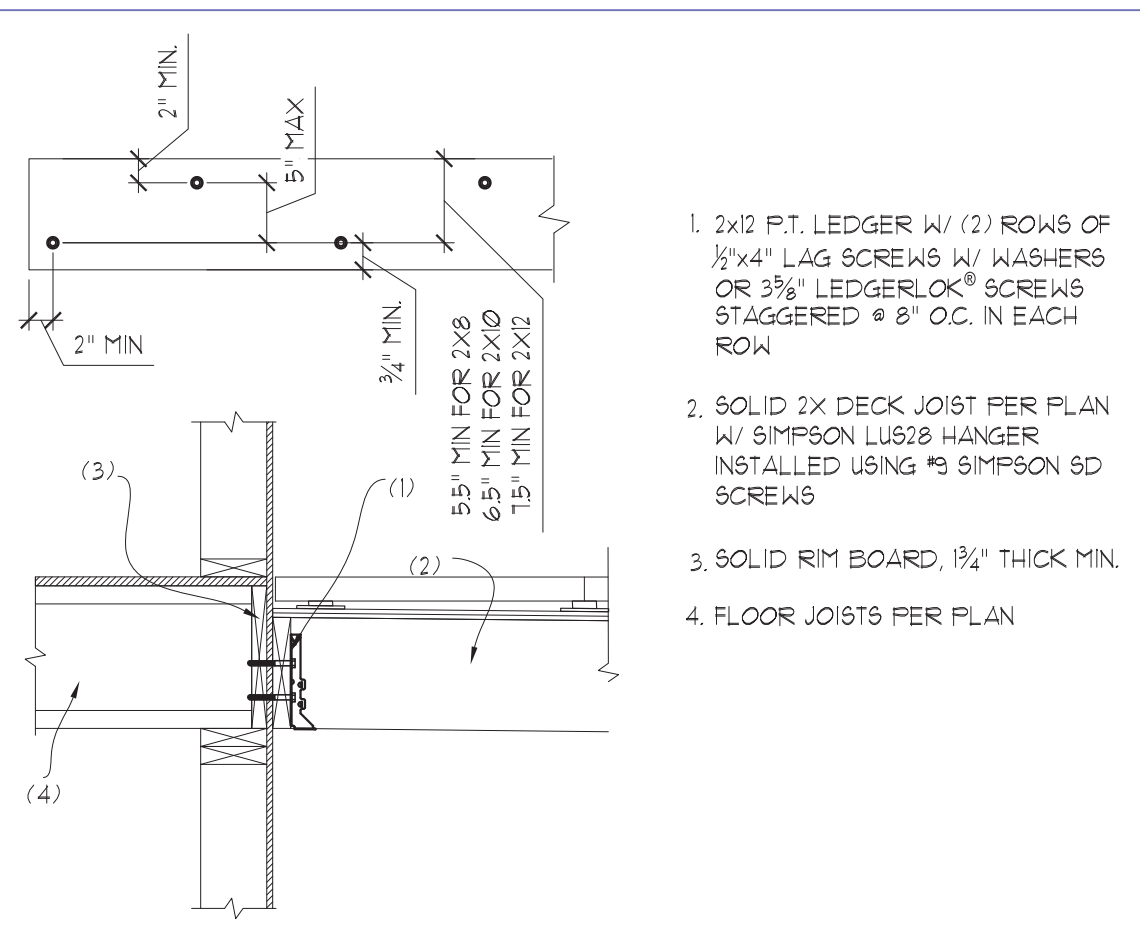 2" MIN.
5" MAX
2" MIN
3/4" MIN.
5.5" MIN FOR 2X8
6.5" MIN FOR 2X10
7.5" MIN FOR 2X12
(3)
(1)
(2)
(4)
1. 2x12 P.T. LEDGER W/ (2) ROWS OF
1/2"x4" LAG SCREWS W/ WASHERS
OR 3 5/8" LEDGERLOK® SCREWS
STAGGERED @ 8" O.C. IN EACH
ROW
2. SOLID 2X DECK JOIST PER PLAN
W/ SIMPSON LUS28 HANGER
INSTALLED USING #9 SIMPSON SD
SCREWS
3. SOLID RIM BOARD, 1 3/4" THICK MIN.
4. FLOOR JOISTS PER PLAN